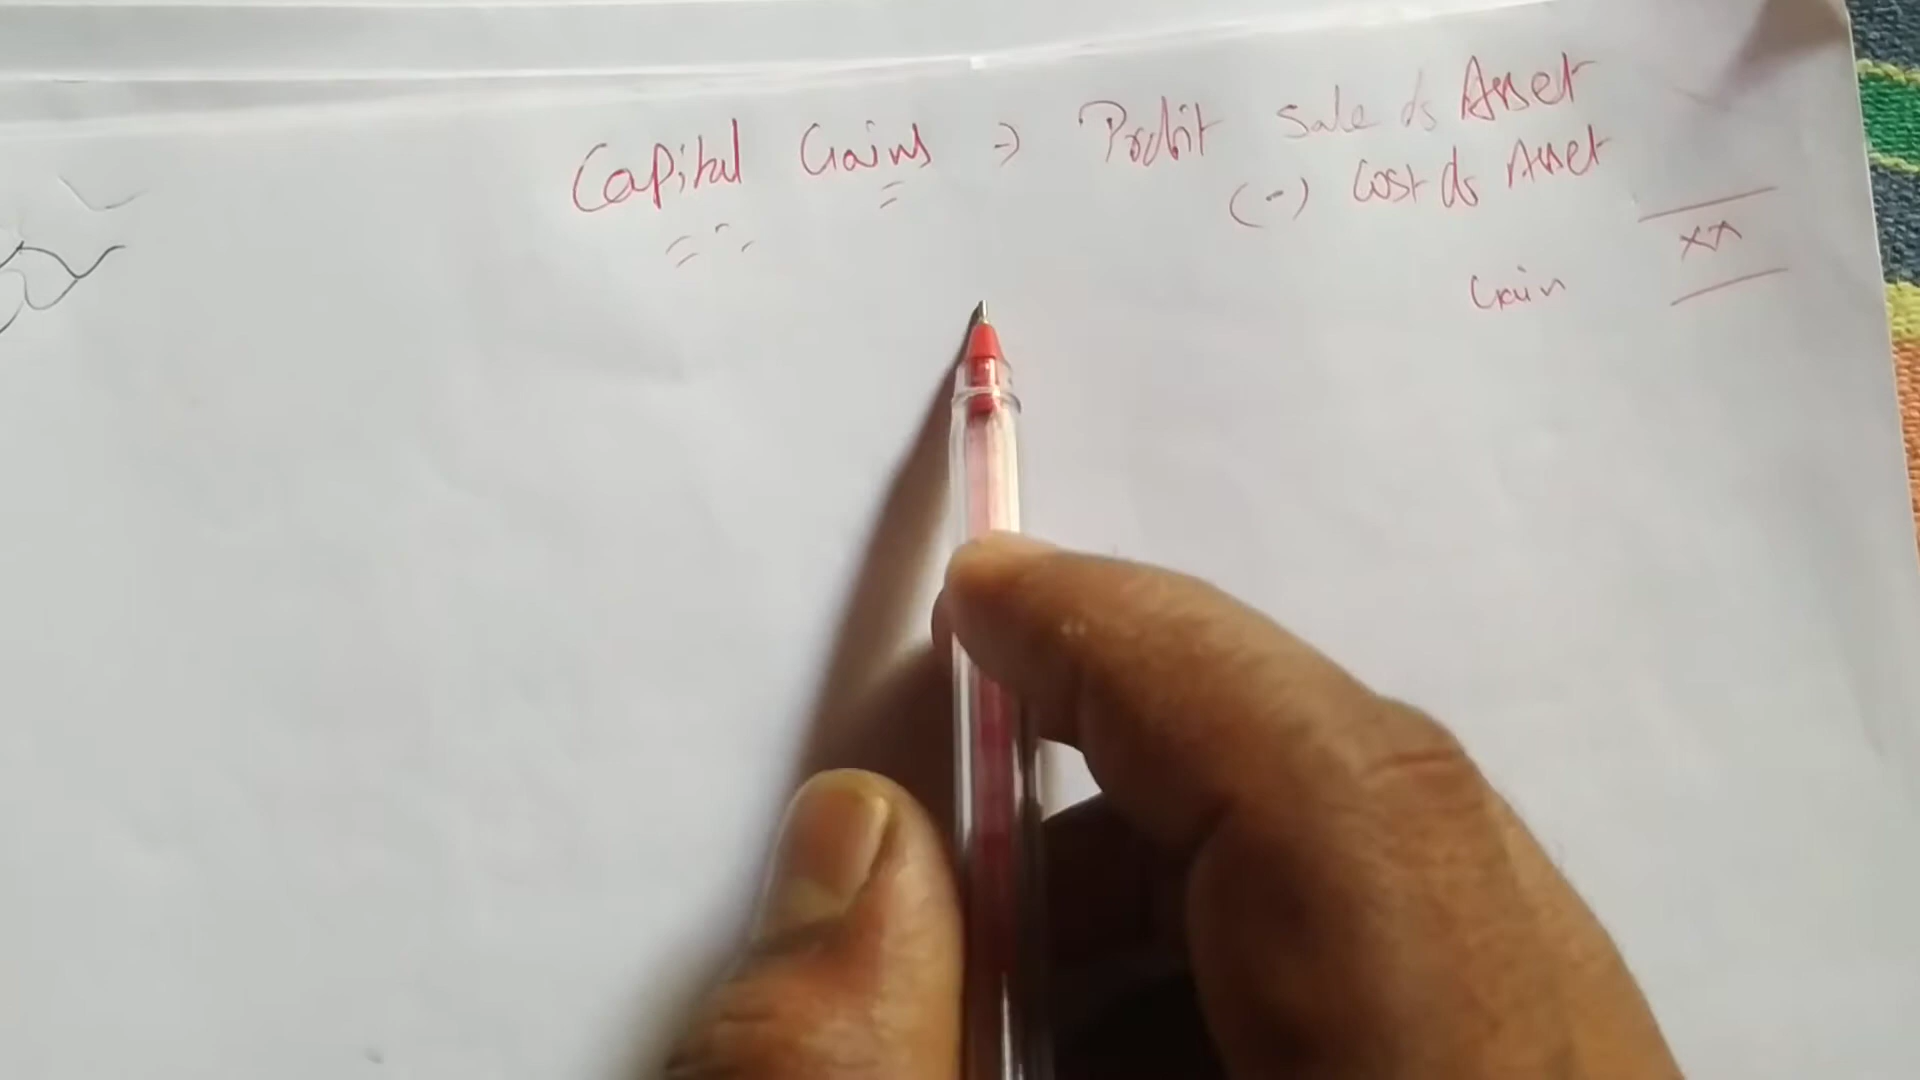 Capital Gains → Profit Sale of Asset
(-) Cost of Asset
Gain xx